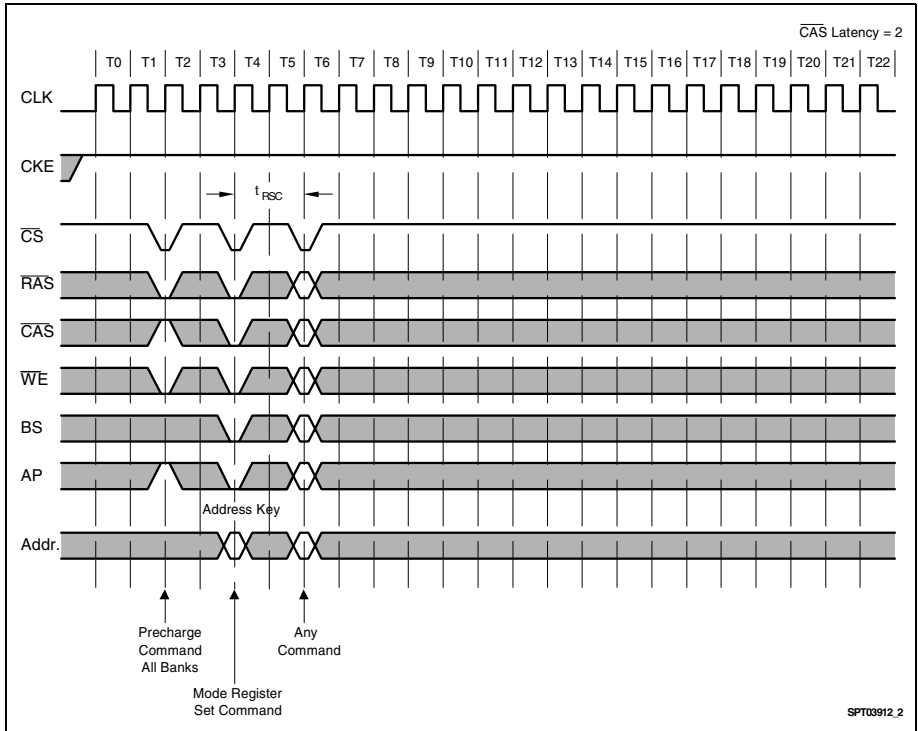 CAS Latency = 2
T0 T1 T2 T3 T4 T5 T6 T7 T8 T9 T10 T11 T12 T13 T14 T15 T16 T17 T18 T19 T20 T21 T22
CLK
CKE
t RSC
CS
RAS
CAS
WE
BS
AP
Address Key
Addr.
Precharge
Command
All Banks
Any
Command
Mode Register
Set Command
SPT03912_2